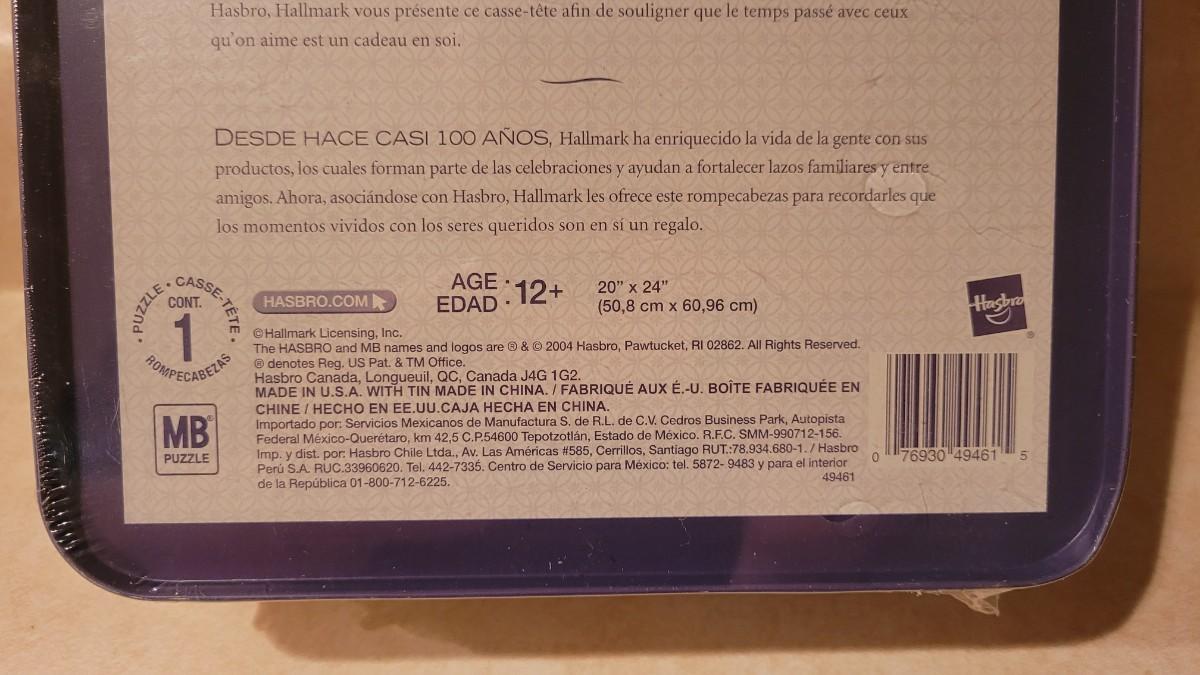 Hasbro, Hallmark vous présente ce casse-tête afin de souligner que le temps passé avec ceux
qu'on aime est un cadeau en soi.
DESDE HACE CASI 100 AÑOS, Hallmark ha enriquecido la vida de la gente con sus
productos, los cuales forman parte de las celebraciones y ayudan a fortalecer lazos familiares y entre
amigos. Ahora, asociándose con Hasbro, Hallmark les ofrece este rompecabezas para recordarles que
los momentos vividos con los seres queridos son en sí un regalo.
• PUZZLE • CASSE-TÊTE •
CONT.
1
ROMPECABEZAS
HASBRO.COM
AGE :
EDAD : 12+
20” x 24”
(50,8 cm x 60,96 cm)
Hasbro
®
© Hallmark Licensing, Inc.
The HASBRO and MB names and logos are ® & © 2004 Hasbro, Pawtucket, RI 02862. All Rights Reserved.
® denotes Reg. US Pat. & TM Office.
Hasbro Canada, Longueuil, QC, Canada J4G 1G2.
MADE IN U.S.A. WITH TIN MADE IN CHINA. / FABRIQUÉ AUX É.-U. BOÎTE FABRIQUÉE EN
CHINE / HECHO EN EE.UU.CAJA HECHA EN CHINA.
Importado por: Servicios Mexicanos de Manufactura S. de R.L. de C.V. Cedros Business Park, Autopista
Federal México-Querétaro, km 42,5 C.P.54600 Tepotzotlán, Estado de México. R.F.C. SMM-990712-156.
Imp. y dist. por: Hasbro Chile Ltda., Av. Las Américas #585, Cerrillos, Santiago RUT.:78.934.680-1. / Hasbro
Perú S.A. RUC.33960620. Tel. 442-7335. Centro de Servicio para México: tel. 5872- 9483 y para el interior
de la República 01-800-712-6225.
49461
MB®
PUZZLE
0 76930 49461 5